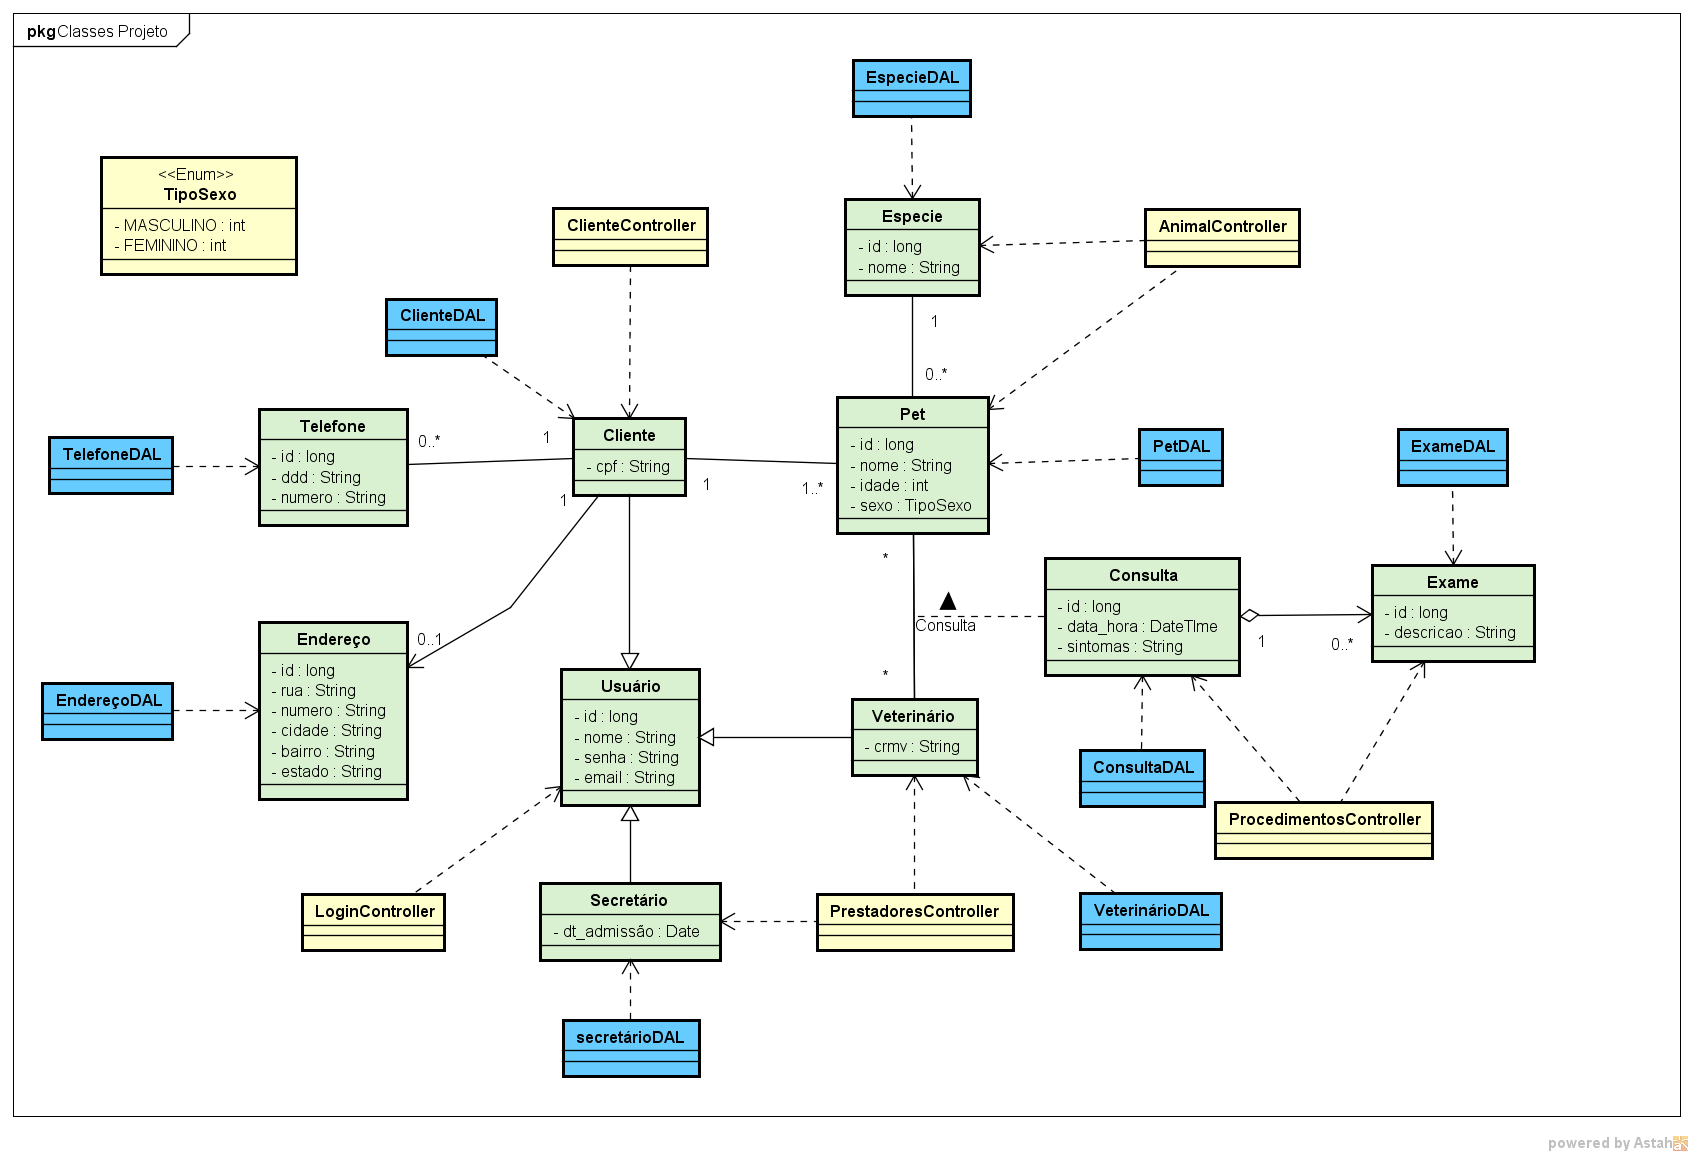 pkg Classes Projeto
EspecieDAL
<<Enum>>
TipoSexo
- MASCULINO : int
- FEMININO : int
ClienteController
Especie
- id : long
- nome : String
AnimalController
ClienteDAL
1
0..*
Telefone
- id : long
- ddd : String
- numero : String
TelefoneDAL
0..*
1
Cliente
- cpf : String
1
1
1..*
Pet
- id : long
- nome : String
- idade : int
- sexo : TipoSexo
PetDAL
ExameDAL
*
Consulta
*
Consulta
- id : long
- data_hora : DateTIme
- sintomas : String
1
0..*
Exame
- id : long
- descricao : String
Endereço
- id : long
- rua : String
- numero : String
- cidade : String
- bairro : String
- estado : String
0..1
EndereçoDAL
Usuário
- id : long
- nome : String
- senha : String
- email : String
Veterinário
- crmv : String
ConsultaDAL
ProcedimentosController
LoginController
Secretário
- dt_admissão : Date
PrestadoresController
VeterinárioDAL
secretárioDAL
powered by Astah